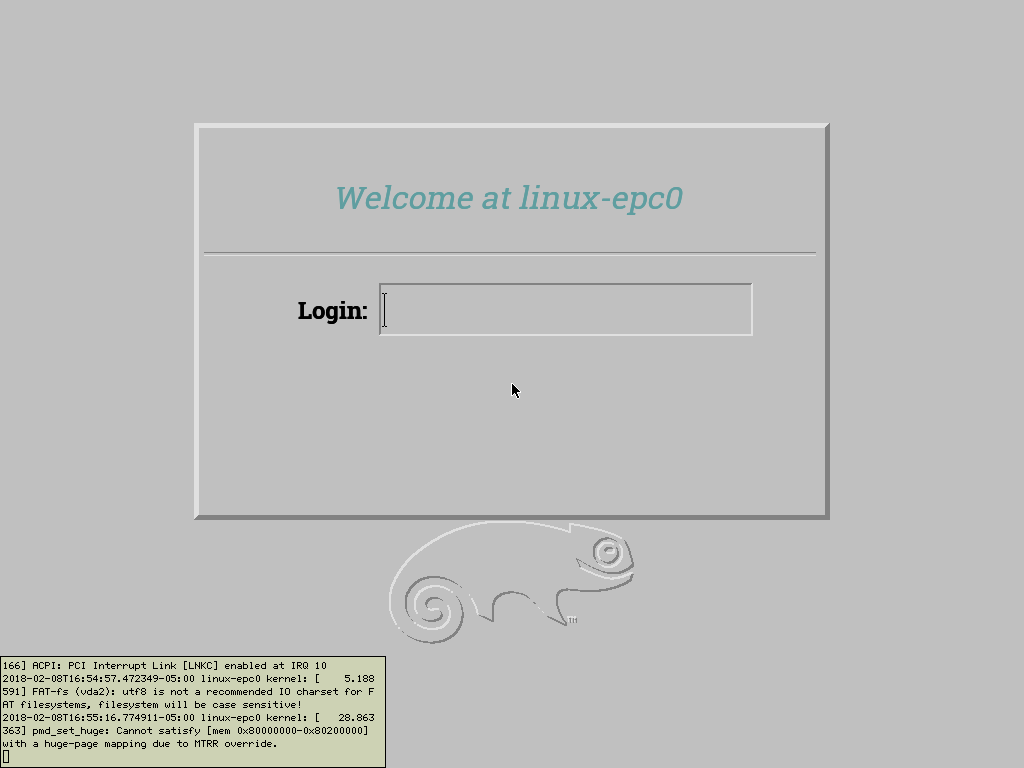 Welcome at linux-epc0
Login:
TM
166] ACPI: PCI Interrupt Link [LNKC] enabled at IRQ 10
2018-02-08T16:54:57.472349-05:00 linux-epc0 kernel: [    5.188
591] FAT-fs (vda2): utf8 is not a recommended IO charset for F
AT filesystems, filesystem will be case sensitive!
2018-02-08T16:55:16.774911-05:00 linux-epc0 kernel: [   28.863
363] pmd_set_huge: Cannot satisfy [mem 0x80000000-0x80200000]
with a huge-page mapping due to MTRR override.